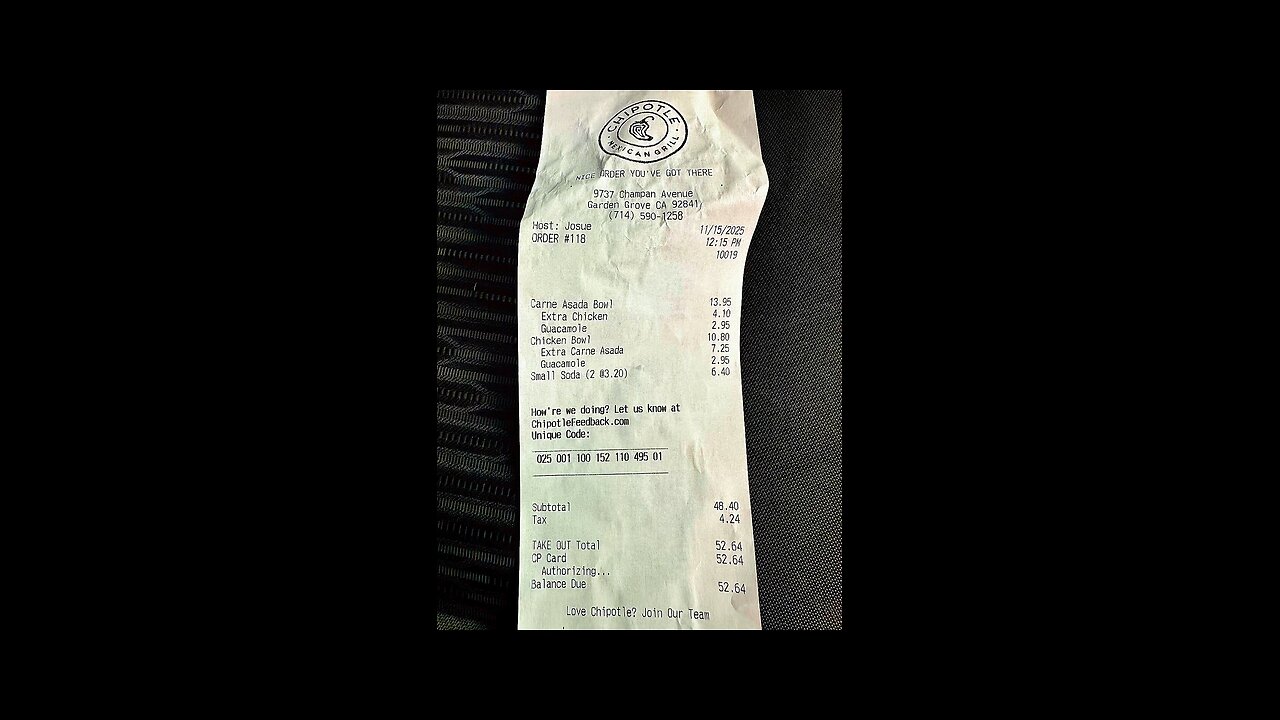 CHIPOTLE
MEXICAN GRILL
NICE ORDER YOU'VE GOT THERE
9737 Champan Avenue
Garden Grove CA 92841
(714) 590-1258
Host: Josue 11/15/2025
ORDER #118 12:15 PM
10019
Carne Asada Bowl 13.95
Extra Chicken 4.10
Guacamole 2.95
Chicken Bowl 10.80
Extra Carne Asada 7.25
Guacamole 2.95
Small Soda (2 @3.20) 6.40
How're we doing? Let us know at
ChipotleFeedback.com
Unique Code:
025 001 100 152 110 495 01
Subtotal 48.40
Tax 4.24
TAKE OUT Total 52.64
CP Card 52.64
Authorizing...
Balance Due 52.64
Love Chipotle? Join Our Team